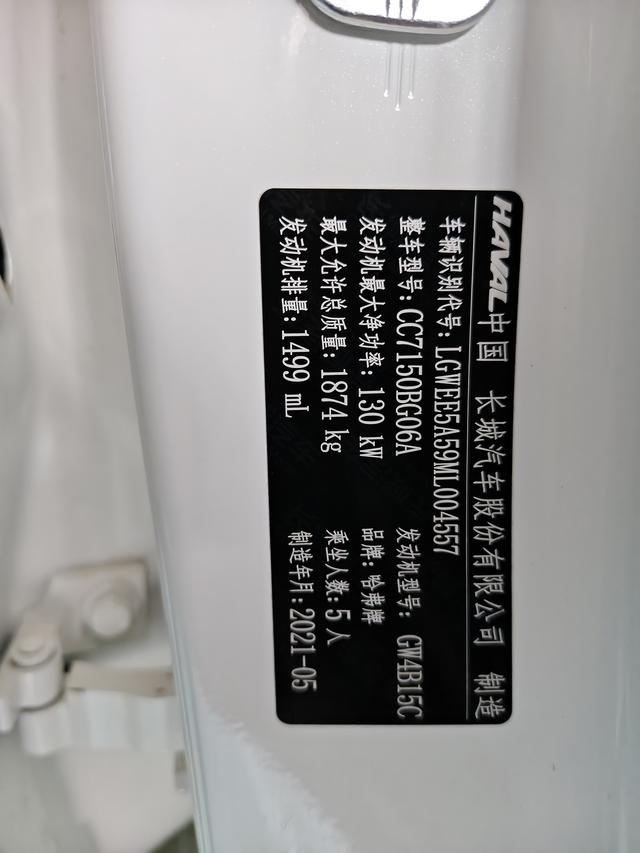 HAVAL 中国 长城汽车股份有限公司 制造
车辆识别代号: LGWEE5A59ML004557
整车型号: CC7150BG06A 发动机型号: GW4B15C
发动机最大净功率: 130 kW 品牌: 哈弗牌
最大允许总质量: 1874 kg 乘坐人数: 5 人
发动机排量: 1499 mL 制造年月: 2021-05